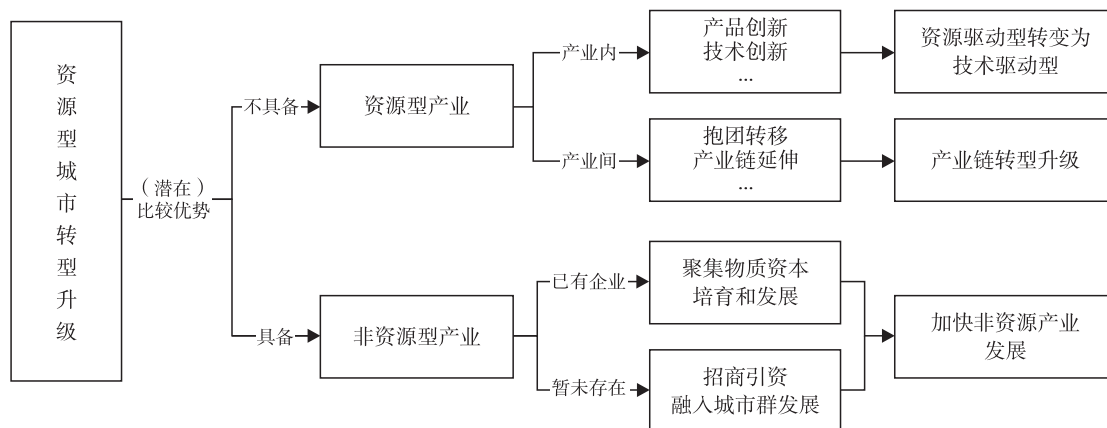 资源型城市转型升级
（潜在）
比较优势
不具备
资源型产业
产业内
产品创新
技术创新
...
资源驱动型转变为
技术驱动型
产业间
抱团转移
产业链延伸
...
产业链转型升级
具备
非资源型产业
已有企业
聚集物质资本
培育和发展
暂未存在
招商引资
融入城市群发展
加快非资源产业
发展